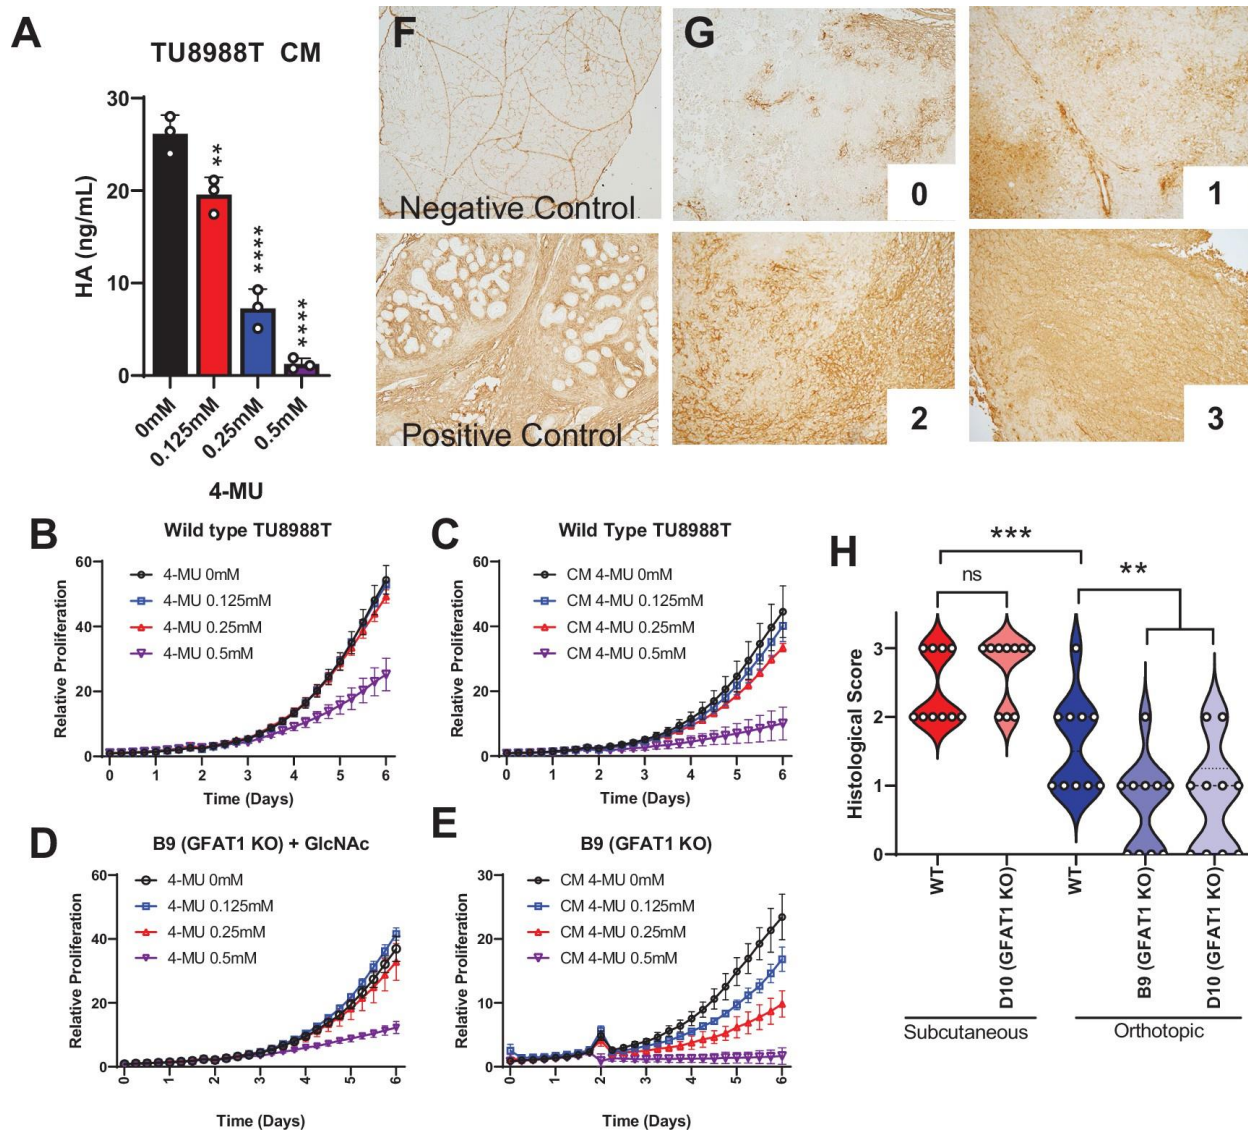 A
TU8988T CM
HA (ng/mL)
30
20
10
0
**
****
****
0mM
0.125mM
0.25mM
0.5mM
4-MU
F
Negative Control
Positive Control
G
0
1
2
3
B
Wild type TU8988T
Relative Proliferation
60
40
20
0
4-MU 0mM
4-MU 0.125mM
4-MU 0.25mM
4-MU 0.5mM
0 1 2 3 4 5 6
Time (Days)
C
Wild Type TU8988T
Relative Proliferation
60
40
20
0
CM 4-MU 0mM
CM 4-MU 0.125mM
CM 4-MU 0.25mM
CM 4-MU 0.5mM
0 1 2 3 4 5 6
Time (Days)
D
B9 (GFAT1 KO) + GlcNAc
Relative Proliferation
60
40
20
0
4-MU 0mM
4-MU 0.125mM
4-MU 0.25mM
4-MU 0.5mM
0 1 2 3 4 5 6
Time (Days)
E
B9 (GFAT1 KO)
Relative Proliferation
30
20
10
0
CM 4-MU 0mM
CM 4-MU 0.125mM
CM 4-MU 0.25mM
CM 4-MU 0.5mM
0 1 2 3 4 5 6
Time (Days)
H
***
ns
**
Histological Score
3
2
1
0
WT
D10 (GFAT1 KO)
WT
B9 (GFAT1 KO)
D10 (GFAT1 KO)
Subcutaneous
Orthotopic